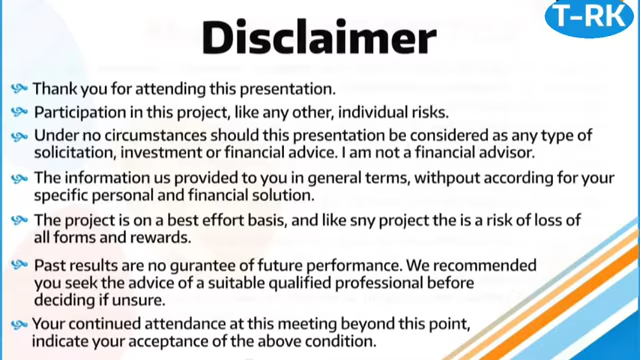 T-RK
Disclaimer
Thank you for attending this presentation.
Participation in this project, like any other, individual risks.
Under no circumstances should this presentation be considered as any type of
solicitation, investment or financial advice. I am not a financial advisor.
The information us provided to you in general terms, withpout according for your
specific personal and financial solution.
The project is on a best effort basis, and like sny project the is a risk of loss of
all forms and rewards.
Past results are no gurantee of future performance. We recommended
you seek the advice of a suitable qualified professional before
deciding if unsure.
Your continued attendance at this meeting beyond this point,
indicate your acceptance of the above condition.